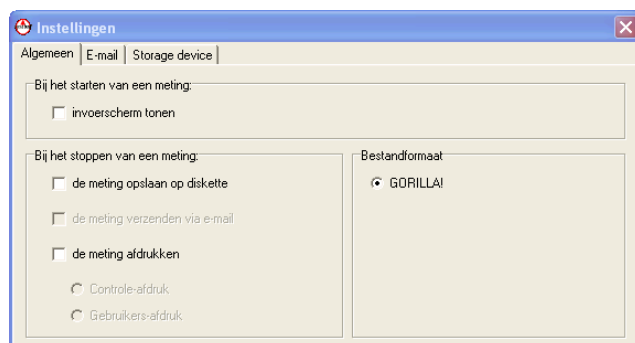 Instellingen
Algemeen E-mail Storage device
Bij het starten van een meting:
invoerscherm tonen
Bij het stoppen van een meting:
de meting opslaan op diskette
de meting verzenden via e-mail
de meting afdrukken
Controle-afdruk
Gebruikers-afdruk
Bestandformaat
GORILLA!